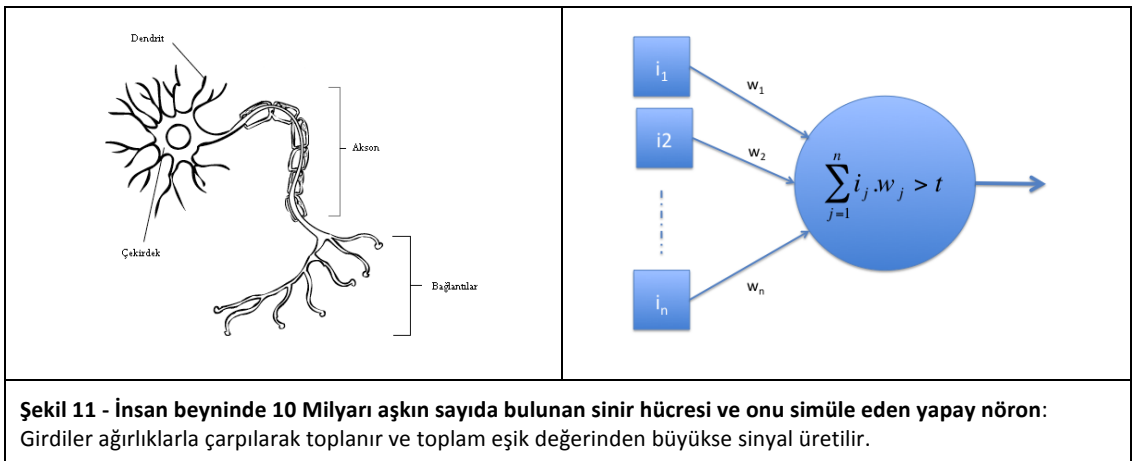 Dendrit
Akson
Çekirdek
Bağlantılar
i₁
w₁
i2
w₂
∑ⁿⱼ₌₁ iⱼ.wⱼ > t
wₙ
iₙ
Şekil 11 - İnsan beyninde 10 Milyarı aşkın sayıda bulunan sinir hücresi ve onu simüle eden yapay nöron:
Girdiler ağırlıklarla çarpılarak toplanır ve toplam eşik değerinden büyükse sinyal üretilir.